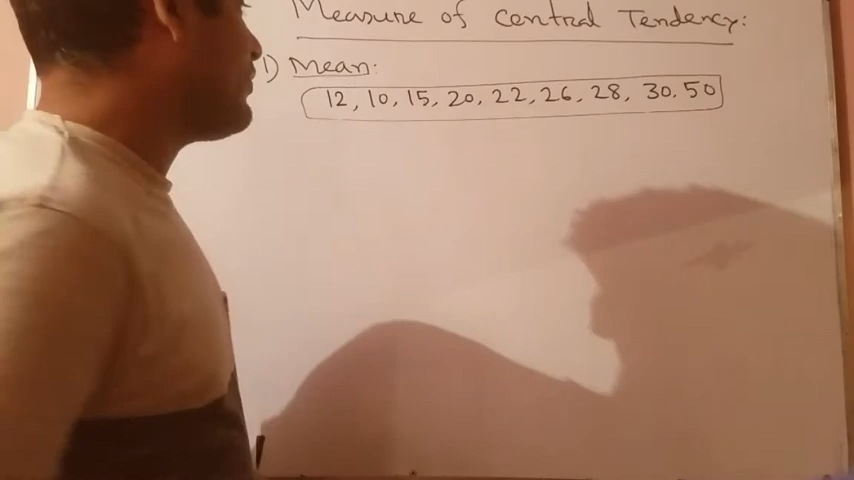 Measure of Central Tendency:
1) Mean:
12, 10, 15, 20, 22, 26, 28, 30, 50